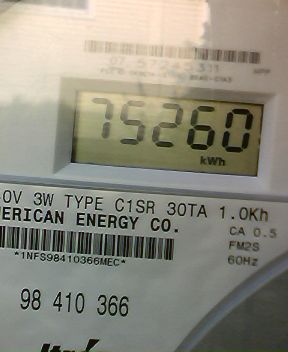 75260
kWh
0V 3W TYPE C1SR 30TA 1.0Kh
ERICAN ENERGY CO.
CA 0.5
FM2S
*1NFS98410366MEC*
60Hz
98 410 366